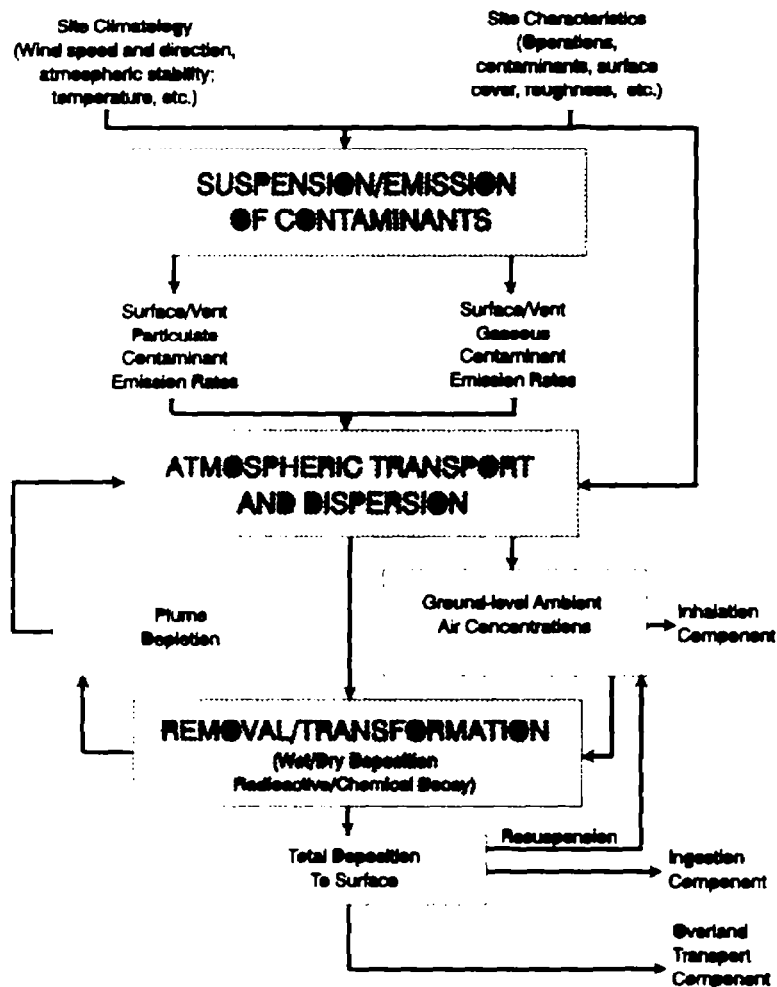 Site Climatology
(Wind speed and direction,
atmospheric stability;
temperature, etc.)
Site Characteristics
(Operations,
contaminants, surface
cover, roughness, etc.)
SUSPENSION/EMISSION
OF CONTAMINANTS
Surface/Vent
Particulate
Contaminant
Emission Rates
Surface/Vent
Gaseous
Contaminant
Emission Rates
ATMOSPHERIC TRANSPORT
AND DISPERSION
Plume
Depletion
Ground-level Ambient
Air Concentrations
Inhalation
Component
REMOVAL/TRANSFORMATION
(Wet/Dry Deposition
Radioactive/Chemical Decay)
Total Deposition
To Surface
Resuspension
Ingestion
Component
Overland
Transport
Component